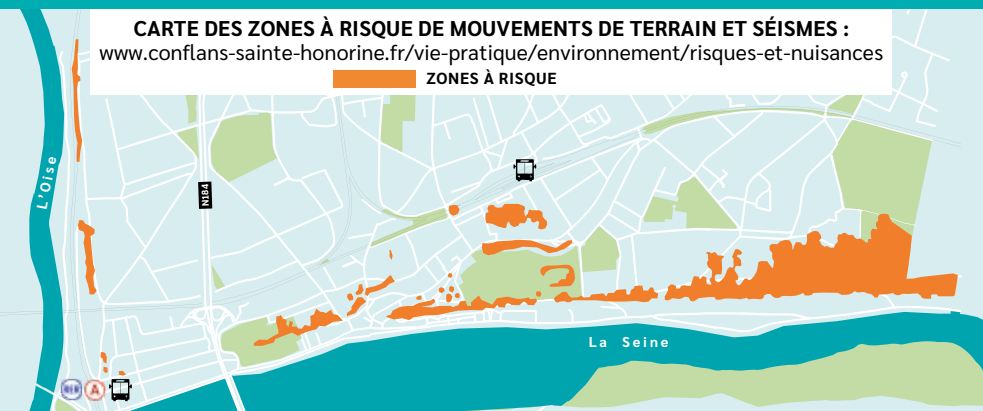 CARTE DES ZONES À RISQUE DE MOUVEMENTS DE TERRAIN ET SÉISMES :
www.conflans-sainte-honorine.fr/vie-pratique/environnement/risques-et-nuisances
ZONES À RISQUE
L'Oise
N184
La Seine
RER A